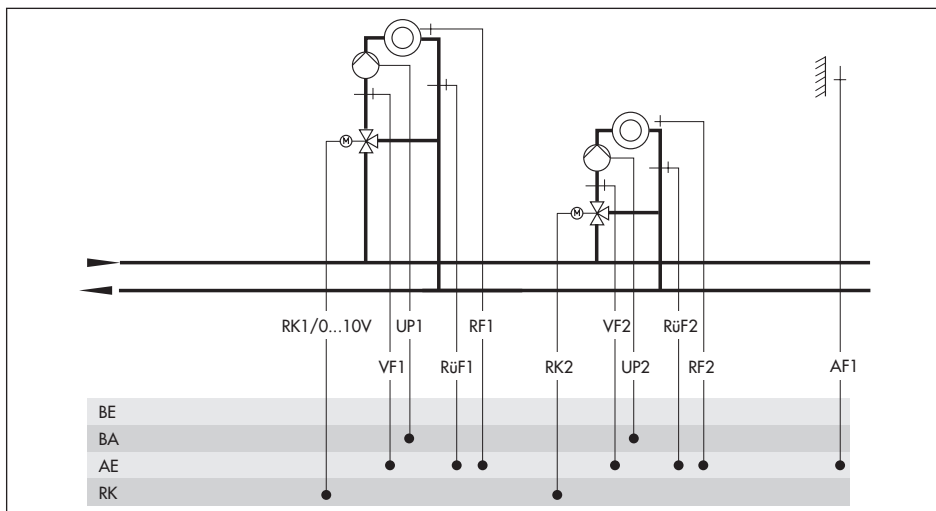 M
M
RK1/0...10V UP1 RF1 VF2 RüF2
VF1 RüF1 RK2 UP2 RF2 AF1
BE
BA
AE
RK